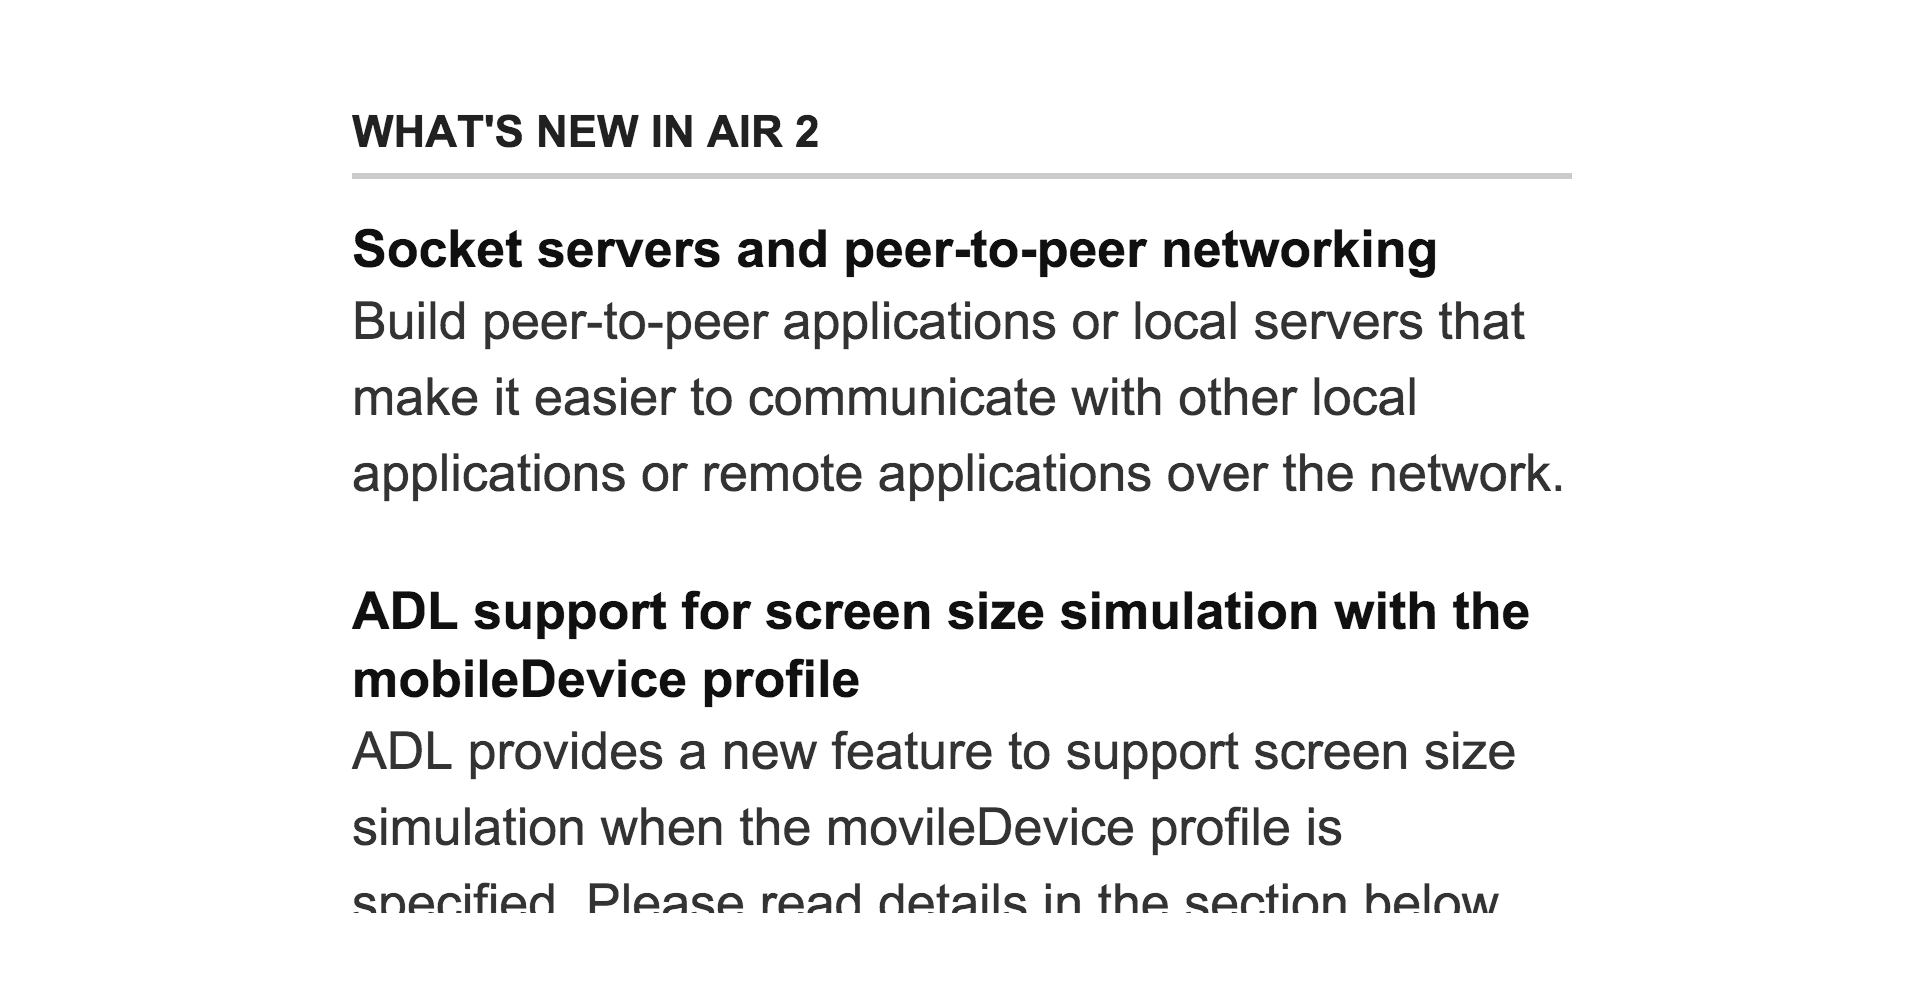 WHAT'S NEW IN AIR 2
Socket servers and peer-to-peer networking
Build peer-to-peer applications or local servers that
make it easier to communicate with other local
applications or remote applications over the network.
ADL support for screen size simulation with the
mobileDevice profile
ADL provides a new feature to support screen size
simulation when the movileDevice profile is
specified. Please read details in the section below